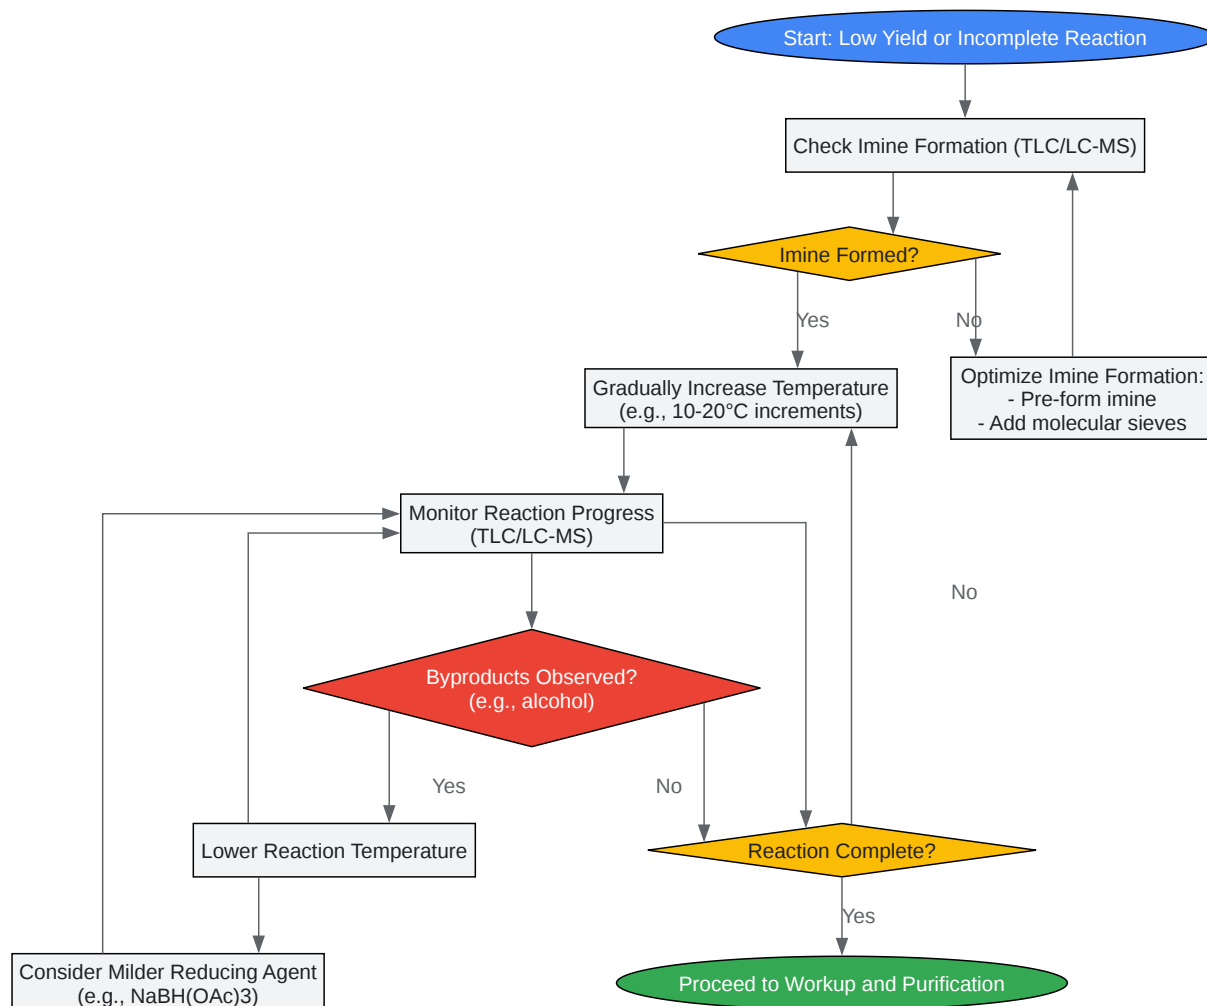 Start: Low Yield or Incomplete Reaction
Check Imine Formation (TLC/LC-MS)
Imine Formed?
Yes
No
Gradually Increase Temperature
(e.g., 10-20°C increments)
Optimize Imine Formation:
- Pre-form imine
- Add molecular sieves
Monitor Reaction Progress
(TLC/LC-MS)
No
Byproducts Observed?
(e.g., alcohol)
Yes
No
Lower Reaction Temperature
Reaction Complete?
Yes
Consider Milder Reducing Agent
(e.g., NaBH(OAc)3)
Proceed to Workup and Purification